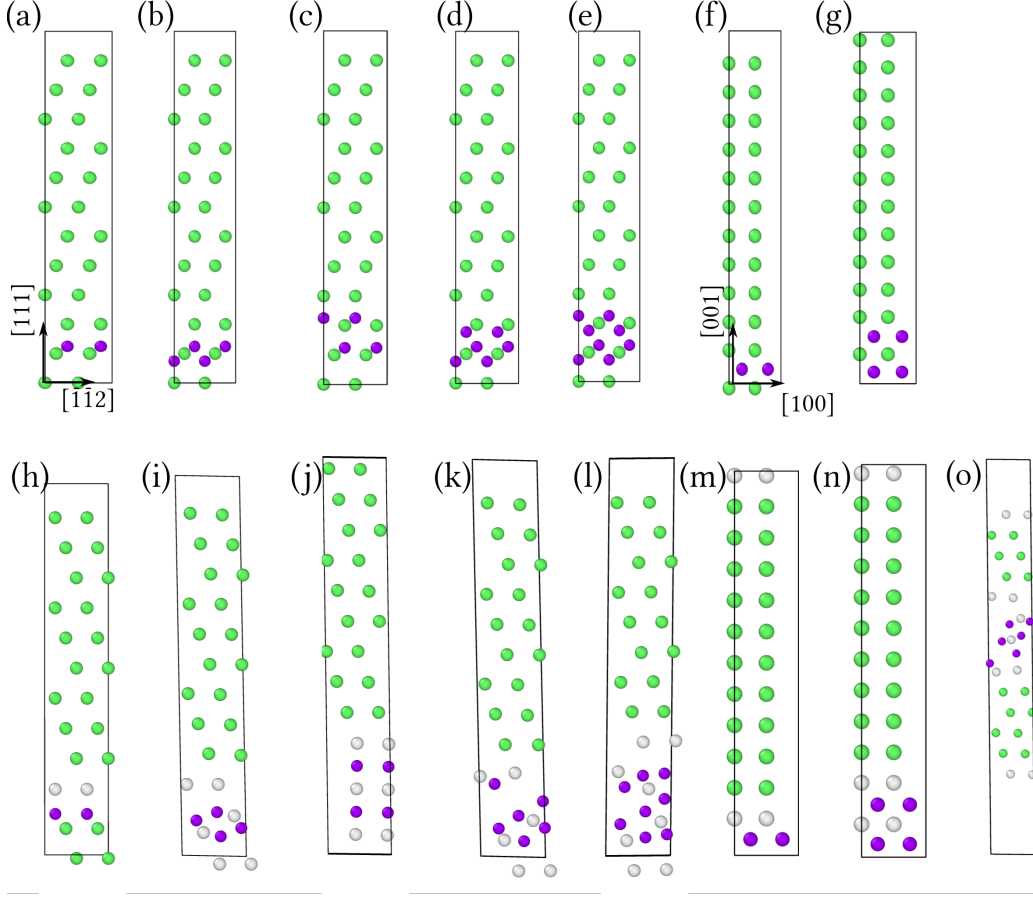 (a) (b) (c) (d) (e) (f) (g)
[111]
[1̄1̄2]
[001]
[100]
(h) (i) (j) (k) (l) (m) (n) (o)